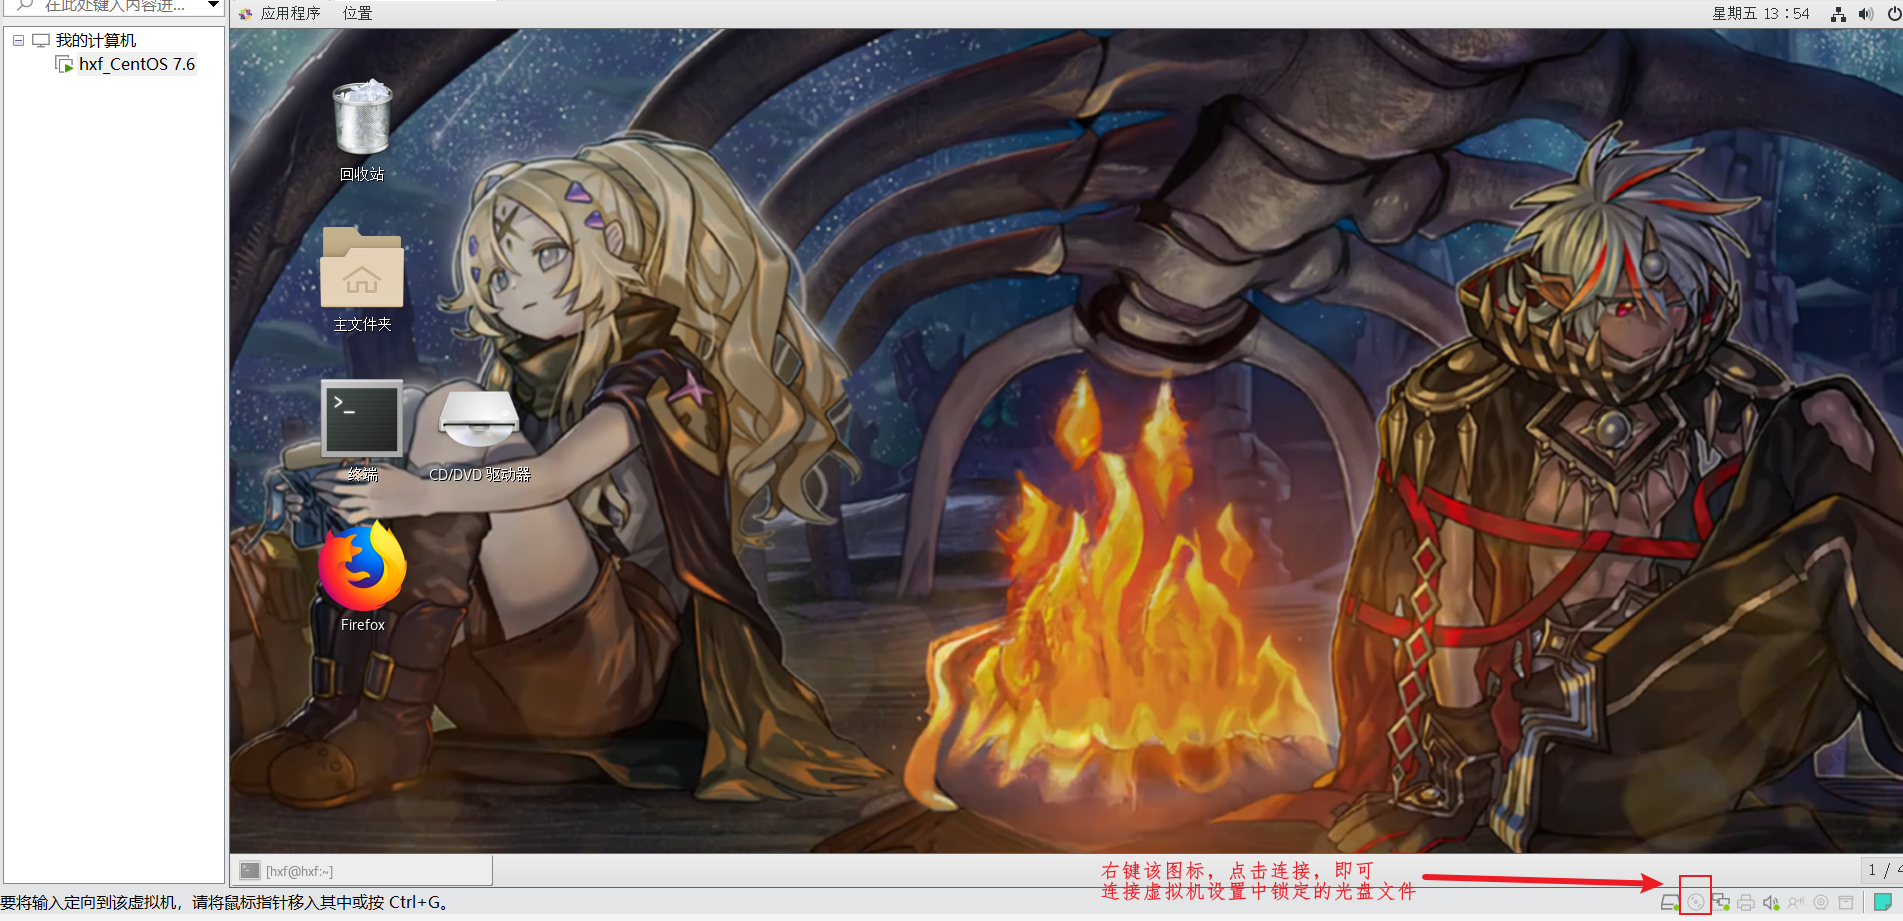 在此处键入内容进...
应用程序 位置
星期五 13：54
我的计算机
hxf_CentOS 7.6
回收站
主文件夹
>_
终端
CD/DVD 驱动器
Firefox
[hxf@hxf:~]
右键该图标，点击连接，即可
连接虚拟机设置中锁定的光盘文件
1 / 4
要将输入定向到该虚拟机，请将鼠标指针移入其中或按 Ctrl+G。